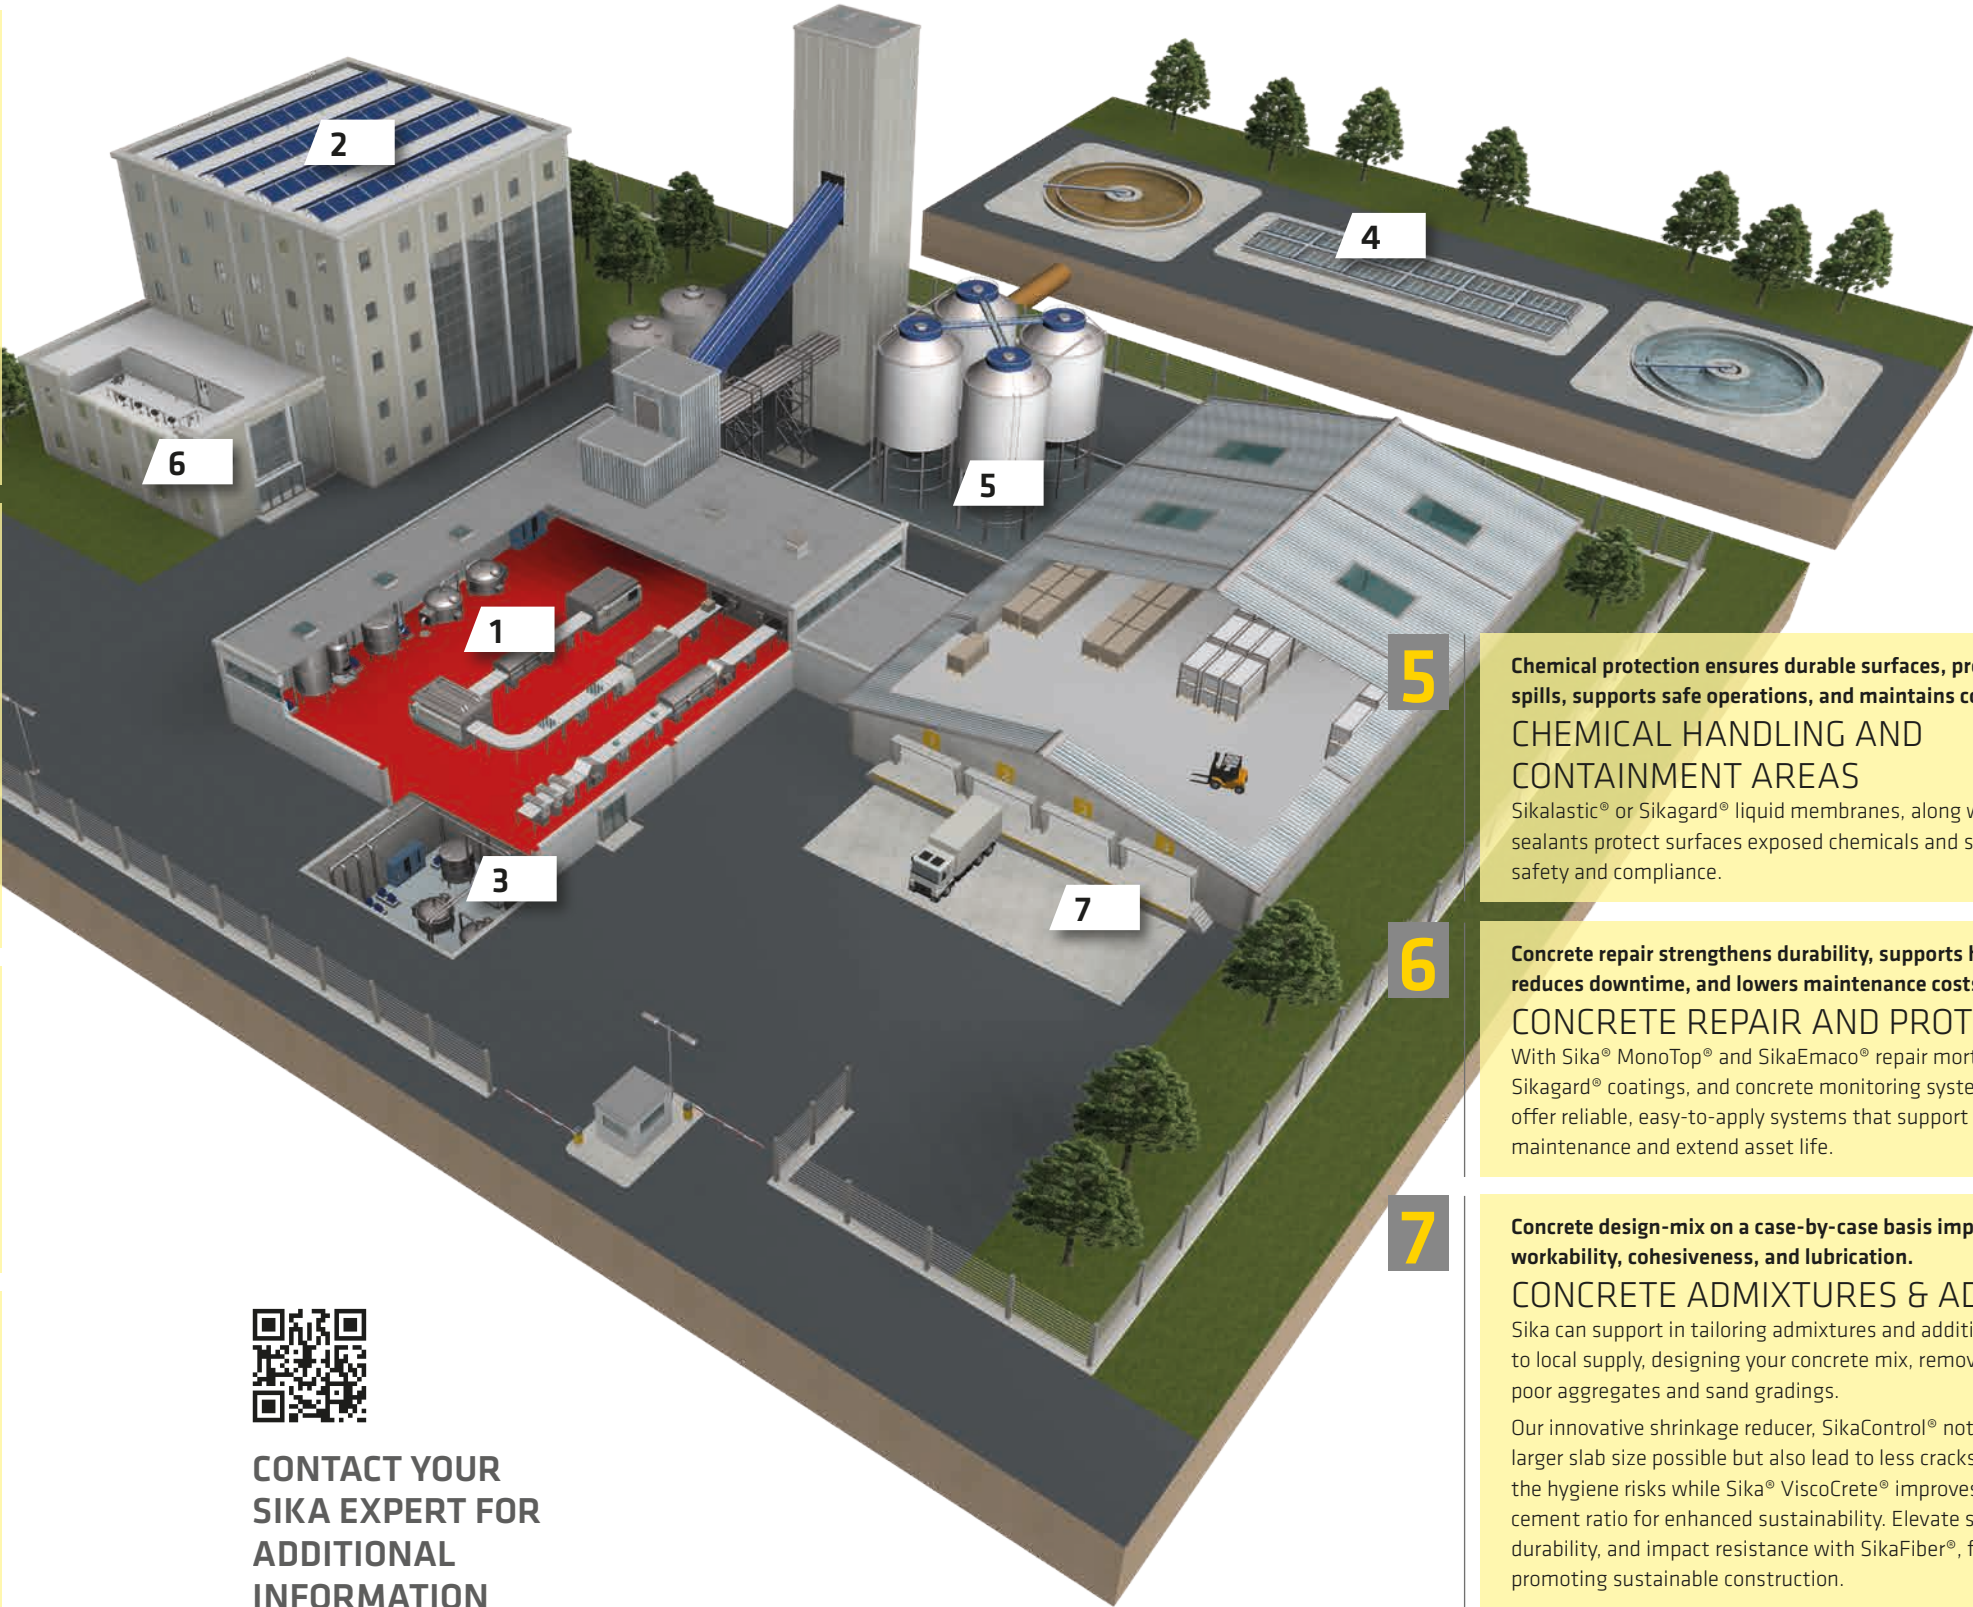 2
4
6
5
1
3
7
1
2
3
5
Chemical protection ensures durable surfaces,
spills, supports safe operations, and maintains
CHEMICAL HANDLING AND
CONTAINMENT AREAS
Sikalastic® or Sikagard® liquid membranes, along
sealants protect surfaces exposed chemicals and
safety and compliance.
6
Concrete repair strengthens durability, supports
reduces downtime, and lowers maintenance costs
CONCRETE REPAIR AND PROT
With Sika® MonoTop® and SikaEmaco® repair mort
Sikagard® coatings, and concrete monitoring syste
offer reliable, easy-to-apply systems that support
maintenance and extend asset life.
7
Concrete design-mix on a case-by-case basis imp
workability, cohesiveness, and lubrication.
CONCRETE ADMIXTURES & AD
Sika can support in tailoring admixtures and additi
to local supply, designing your concrete mix, remov
poor aggregates and sand gradings.
Our innovative shrinkage reducer, SikaControl® not
larger slab size possible but also lead to less cracks
the hygiene risks while Sika® ViscoCrete® improves
cement ratio for enhanced sustainability. Elevate s
durability, and impact resistance with SikaFiber®, f
promoting sustainable construction.
CONTACT YOUR
SIKA EXPERT FOR
ADDITIONAL
INFORMATION